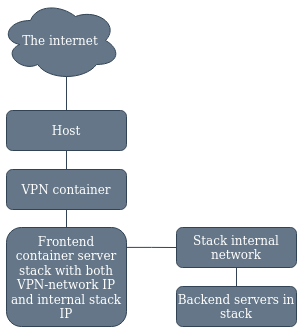 The internet
Host
VPN container
Frontend
container server
stack with both
VPN-network IP
and internal stack
IP
Stack internal
network
Backend servers in
stack